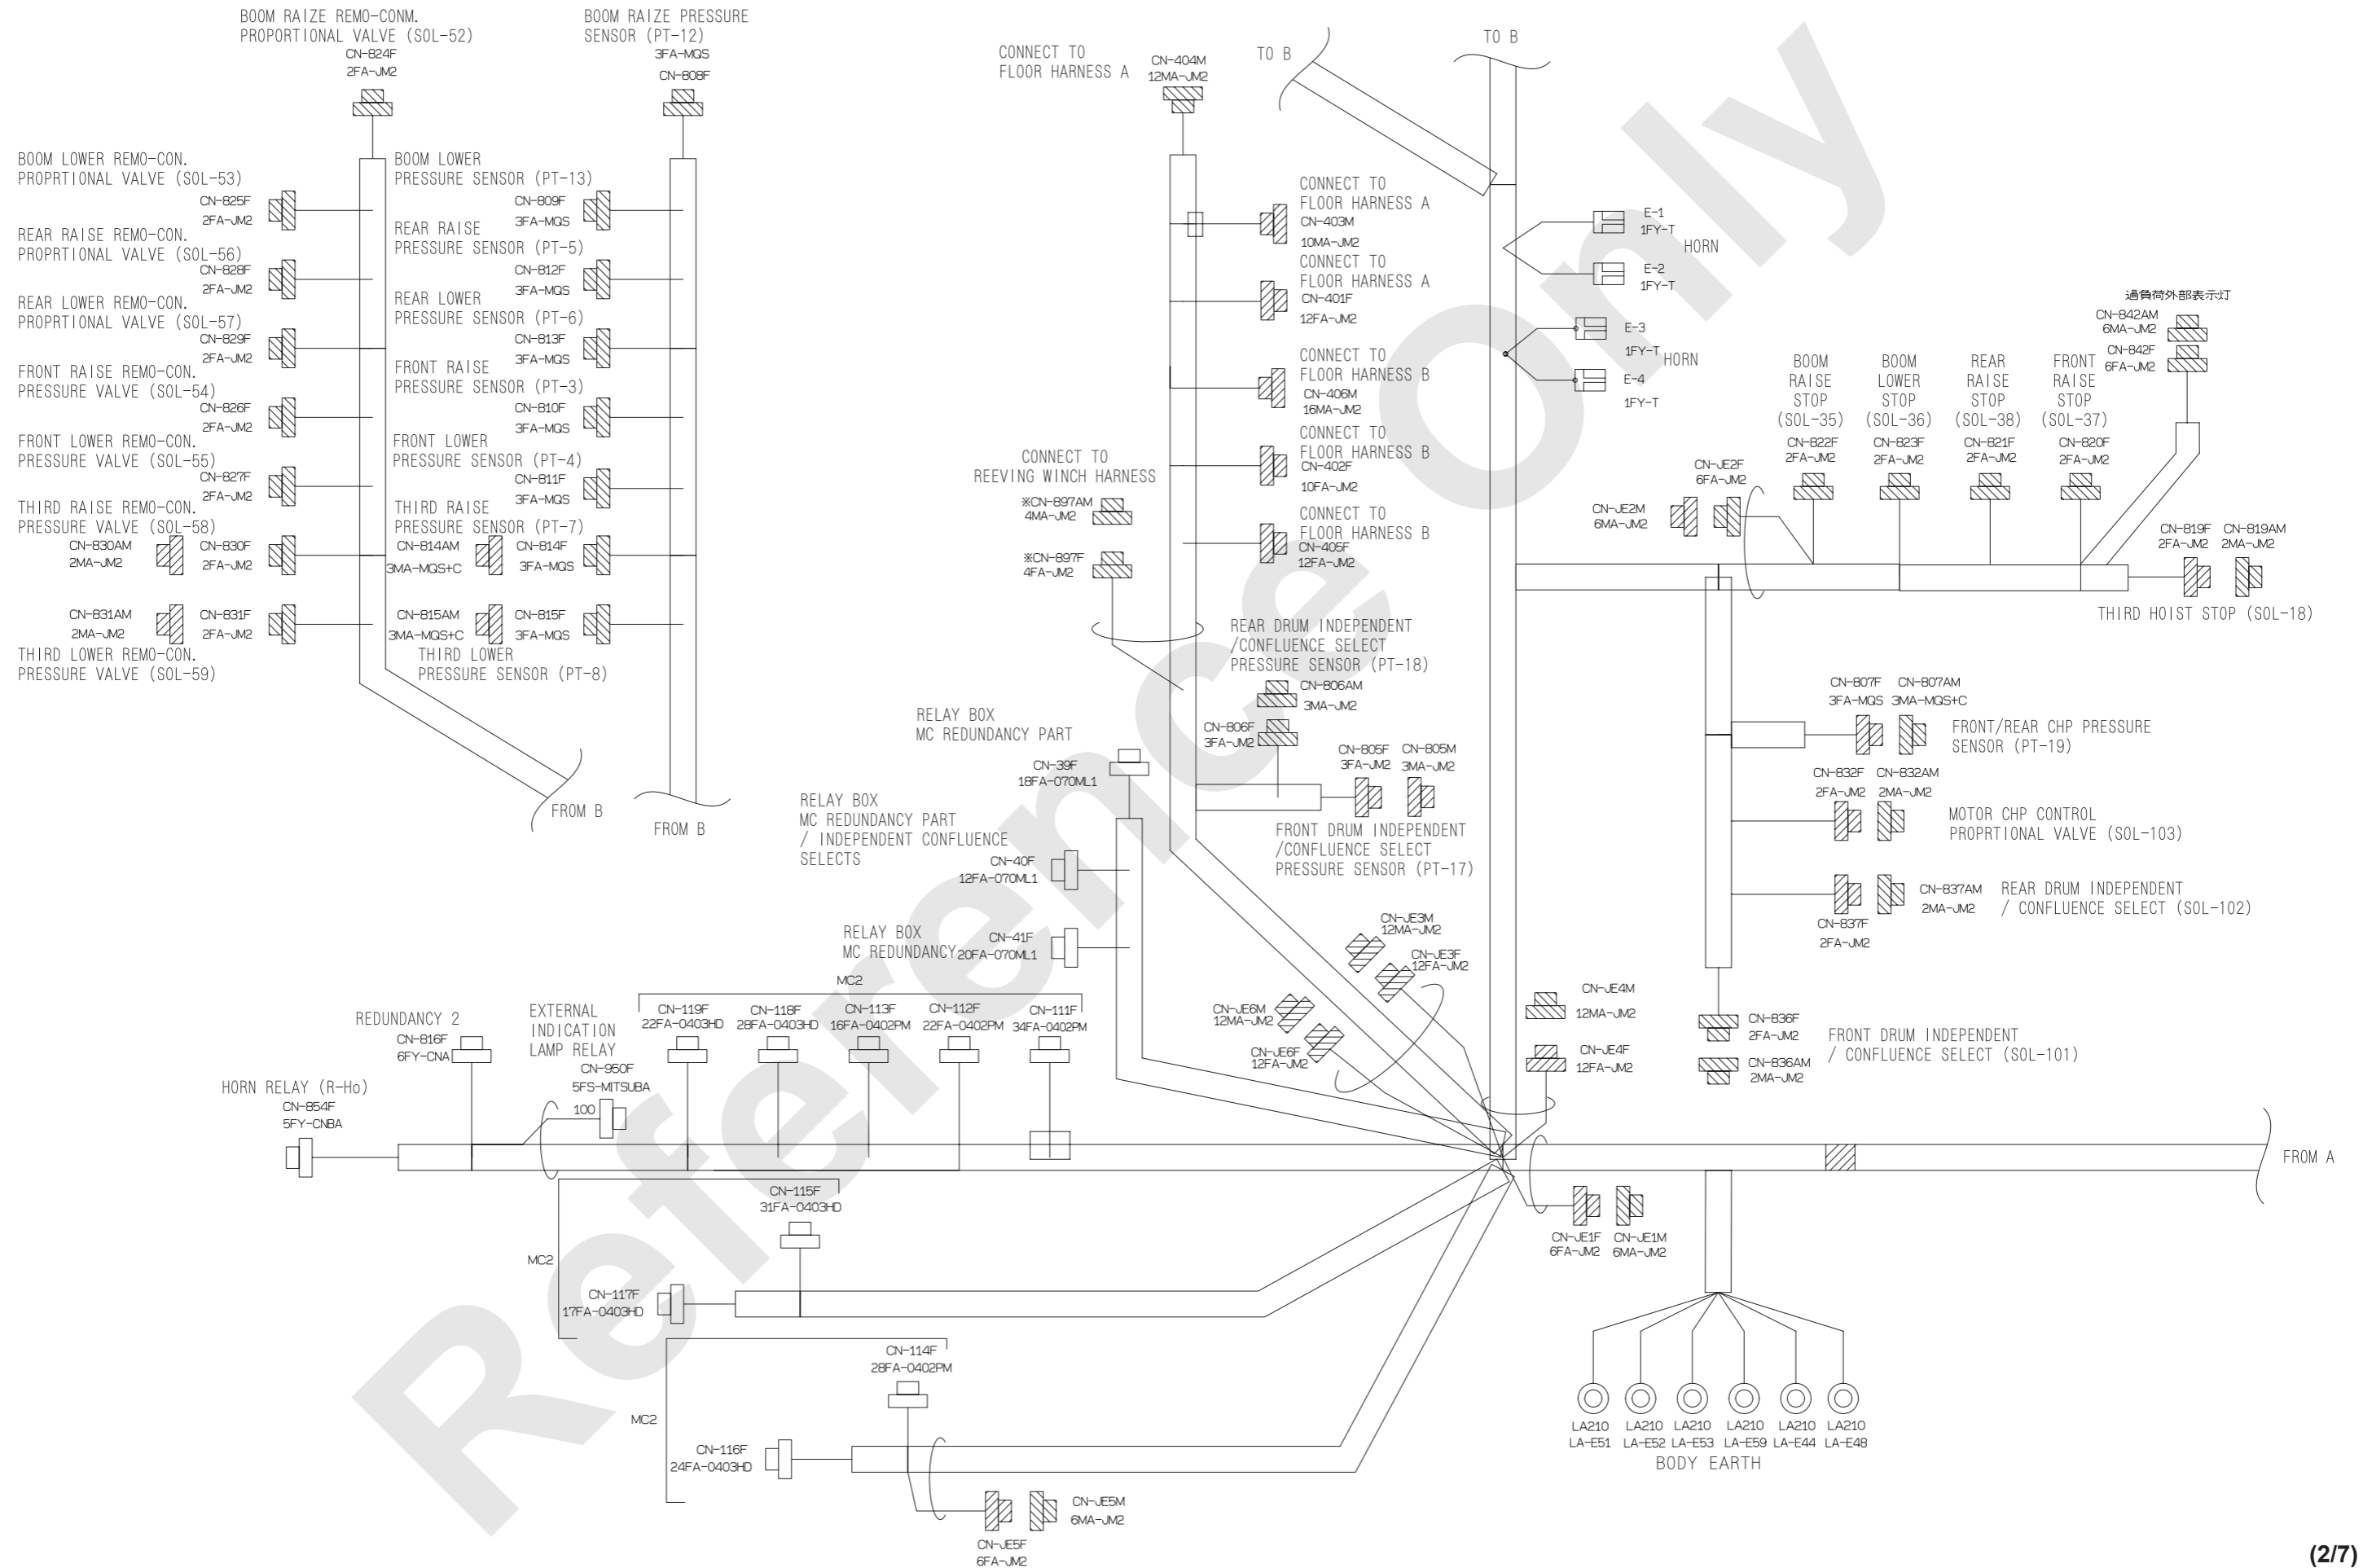 BOOM RAIZE REMO-CONM.
PROPORTIONAL VALVE (SOL-52)
CN-824F
2FA-JM2
BOOM RAIZE PRESSURE
SENSOR (PT-12)
3FA-MQS
CN-808F
BOOM LOWER REMO-CON.
PROPRTIONAL VALVE (SOL-53)
CN-825F
2FA-JM2
REAR RAISE REMO-CON.
PROPRTIONAL VALVE (SOL-56)
CN-828F
2FA-JM2
REAR LOWER REMO-CON.
PROPRTIONAL VALVE (SOL-57)
CN-829F
2FA-JM2
FRONT RAISE REMO-CON.
PRESSURE VALVE (SOL-54)
CN-826F
2FA-JM2
FRONT LOWER REMO-CON.
PRESSURE VALVE (SOL-55)
CN-827F
2FA-JM2
THIRD RAISE REMO-CON.
PRESSURE VALVE (SOL-58)
CN-830AM
2MA-JM2
CN-830F
2FA-JM2
CN-831AM
2MA-JM2
CN-831F
2FA-JM2
THIRD LOWER REMO-CON.
PRESSURE VALVE (SOL-59)
BOOM LOWER
PRESSURE SENSOR (PT-13)
CN-809F
3FA-MQS
REAR RAISE
PRESSURE SENSOR (PT-5)
CN-812F
3FA-MQS
REAR LOWER
PRESSURE SENSOR (PT-6)
CN-813F
3FA-MQS
FRONT RAISE
PRESSURE SENSOR (PT-3)
CN-810F
3FA-MQS
FRONT LOWER
PRESSURE SENSOR (PT-4)
CN-811F
3FA-MQS
THIRD RAISE
PRESSURE SENSOR (PT-7)
CN-814AM
3MA-MQS+C
CN-814F
3FA-MQS
CN-815AM
3MA-MQS+C
CN-815F
3FA-MQS
THIRD LOWER
PRESSURE SENSOR (PT-8)
FROM B
FROM B
CONNECT TO
FLOOR HARNESS A
CN-404M
12MA-JM2
TO B
TO B
CONNECT TO
FLOOR HARNESS A
CN-403M
10MA-JM2
CONNECT TO
FLOOR HARNESS A
CN-401F
12FA-JM2
CONNECT TO
FLOOR HARNESS B
CN-406M
16MA-JM2
CONNECT TO
FLOOR HARNESS B
CN-402F
10FA-JM2
CONNECT TO
FLOOR HARNESS B
CN-405F
12FA-JM2
CONNECT TO
REEVING WINCH HARNESS
※CN-897AM
4MA-JM2
※CN-897F
4FA-JM2
REAR DRUM INDEPENDENT
/CONFLUENCE SELECT
PRESSURE SENSOR (PT-18)
CN-806AM
3MA-JM2
CN-806F
3FA-JM2
CN-805F
3FA-JM2
CN-805M
3MA-JM2
FRONT DRUM INDEPENDENT
/CONFLUENCE SELECT
PRESSURE SENSOR (PT-17)
E-1
1FY-T
HORN
E-2
1FY-T
E-3
1FY-T
HORN
E-4
1FY-T
過負荷外部表示灯
CN-842AM
6MA-JM2
CN-842F
6FA-JM2
BOOM
RAISE
STOP
(SOL-35)
CN-822F
2FA-JM2
BOOM
LOWER
STOP
(SOL-36)
CN-823F
2FA-JM2
REAR
RAISE
STOP
(SOL-38)
CN-821F
2FA-JM2
FRONT
RAISE
STOP
(SOL-37)
CN-820F
2FA-JM2
CN-JE2F
6FA-JM2
CN-JE2M
6MA-JM2
CN-819F
2FA-JM2
CN-819AM
2MA-JM2
THIRD HOIST STOP (SOL-18)
CN-807F
3FA-MQS
CN-807AM
3MA-MQS+C
FRONT/REAR CHP PRESSURE
SENSOR (PT-19)
CN-832F
2FA-JM2
CN-832AM
2MA-JM2
MOTOR CHP CONTROL
PROPRTIONAL VALVE (SOL-103)
CN-837AM
2MA-JM2
REAR DRUM INDEPENDENT
/ CONFLUENCE SELECT (SOL-102)
CN-837F
2FA-JM2
CN-836F
2FA-JM2
CN-836AM
2MA-JM2
FRONT DRUM INDEPENDENT
/ CONFLUENCE SELECT (SOL-101)
RELAY BOX
MC REDUNDANCY PART
CN-39F
18FA-070ML1
RELAY BOX
MC REDUNDANCY PART
/ INDEPENDENT CONFLUENCE
SELECTS
CN-40F
12FA-070ML1
RELAY BOX
MC REDUNDANCY
CN-41F
20FA-070ML1
CN-JE3M
12MA-JM2
CN-JE3F
12FA-JM2
CN-JE6M
12MA-JM2
CN-JE6F
12FA-JM2
CN-JE4M
12MA-JM2
CN-JE4F
12FA-JM2
MC2
CN-119F
22FA-0403HD
CN-118F
28FA-0403HD
CN-113F
16FA-0402PM
CN-112F
22FA-0402PM
CN-111F
34FA-0402PM
REDUNDANCY 2
CN-816F
6FY-CNA
EXTERNAL
INDICATION
LAMP RELAY
CN-950F
5FS-MITSUBA
100
HORN RELAY (R-Ho)
CN-854F
5FY-CNBA
FROM A
CN-115F
31FA-0403HD
MC2
CN-117F
17FA-0403HD
CN-JE1F
6FA-JM2
CN-JE1M
6MA-JM2
CN-114F
28FA-0402PM
MC2
CN-116F
24FA-0403HD
CN-JE5M
6MA-JM2
CN-JE5F
6FA-JM2
LA210
LA-E51
LA210
LA-E52
LA210
LA-E53
LA210
LA-E59
LA210
LA-E44
LA210
LA-E48
BODY EARTH
Reference Only
(2/7)